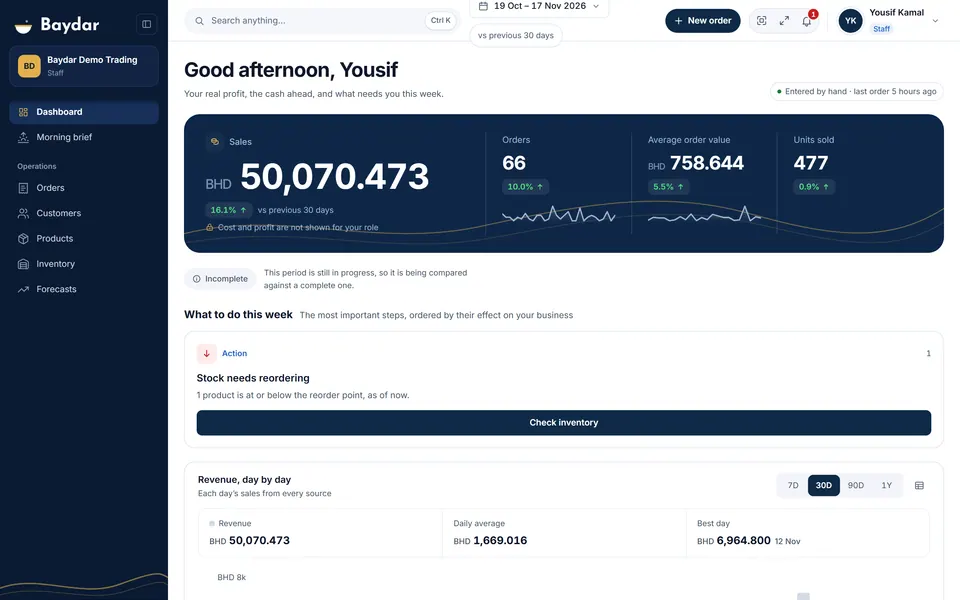 Baydar
BD
Baydar Demo Trading
Staff
Dashboard
Morning brief
Operations
Orders
Customers
Products
Inventory
Forecasts
Search anything...
Ctrl K
19 Oct – 17 Nov 2026
vs previous 30 days
New order
1
YK
Yousif Kamal
Staff
Good afternoon, Yousif
Your real profit, the cash ahead, and what needs you this week.
Entered by hand · last order 5 hours ago
Sales
BHD 50,070.473
16.1% ↑ vs previous 30 days
Cost and profit are not shown for your role
Orders
66
10.0% ↑
Average order value
BHD 758.644
5.5% ↑
Units sold
477
0.9% ↑
Incomplete
This period is still in progress, so it is being compared
against a complete one.
What to do this week The most important steps, ordered by their effect on your business
Action
1
Stock needs reordering
1 product is at or below the reorder point, as of now.
Check inventory
Revenue, day by day
Each day's sales from every source
7D 30D 90D 1Y
Revenue
BHD 50,070.473
Daily average
BHD 1,669.016
Best day
BHD 6,964.800 12 Nov
BHD 8k